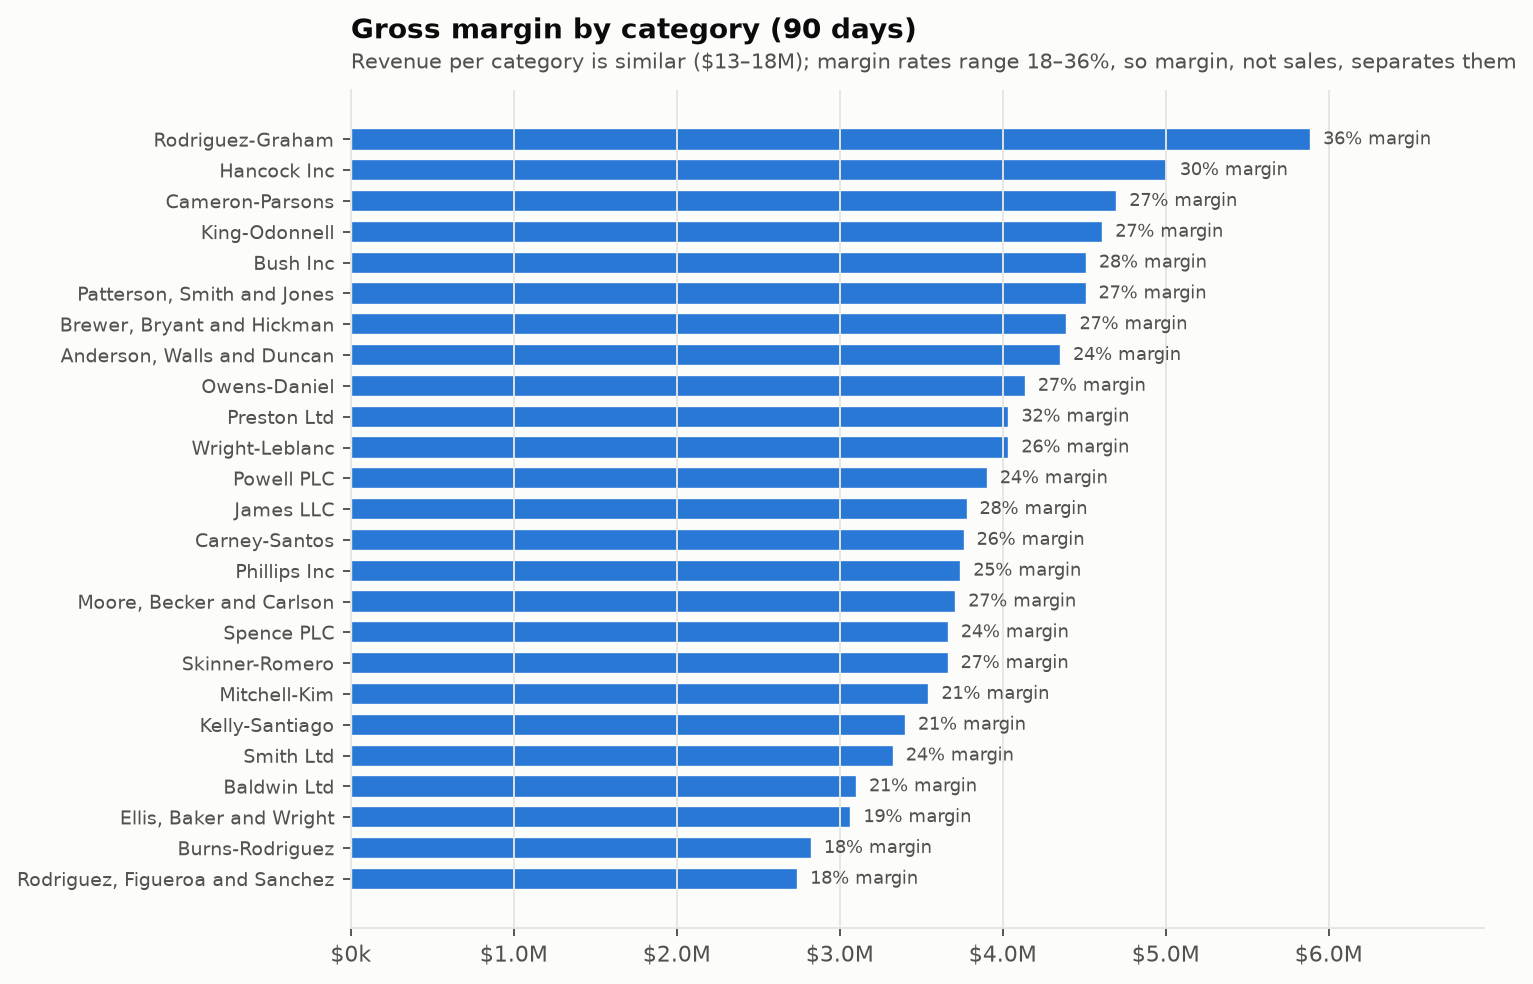 Gross margin by category (90 days)
Revenue per category is similar ($13–18M); margin rates range 18–36%, so margin, not sales, separates them
Rodriguez-Graham 36% margin
Hancock Inc 30% margin
Cameron-Parsons 27% margin
King-Odonnell 27% margin
Bush Inc 28% margin
Patterson, Smith and Jones 27% margin
Brewer, Bryant and Hickman 27% margin
Anderson, Walls and Duncan 24% margin
Owens-Daniel 27% margin
Preston Ltd 32% margin
Wright-Leblanc 26% margin
Powell PLC 24% margin
James LLC 28% margin
Carney-Santos 26% margin
Phillips Inc 25% margin
Moore, Becker and Carlson 27% margin
Spence PLC 24% margin
Skinner-Romero 27% margin
Mitchell-Kim 21% margin
Kelly-Santiago 21% margin
Smith Ltd 24% margin
Baldwin Ltd 21% margin
Ellis, Baker and Wright 19% margin
Burns-Rodriguez 18% margin
Rodriguez, Figueroa and Sanchez 18% margin
$0k $1.0M $2.0M $3.0M $4.0M $5.0M $6.0M